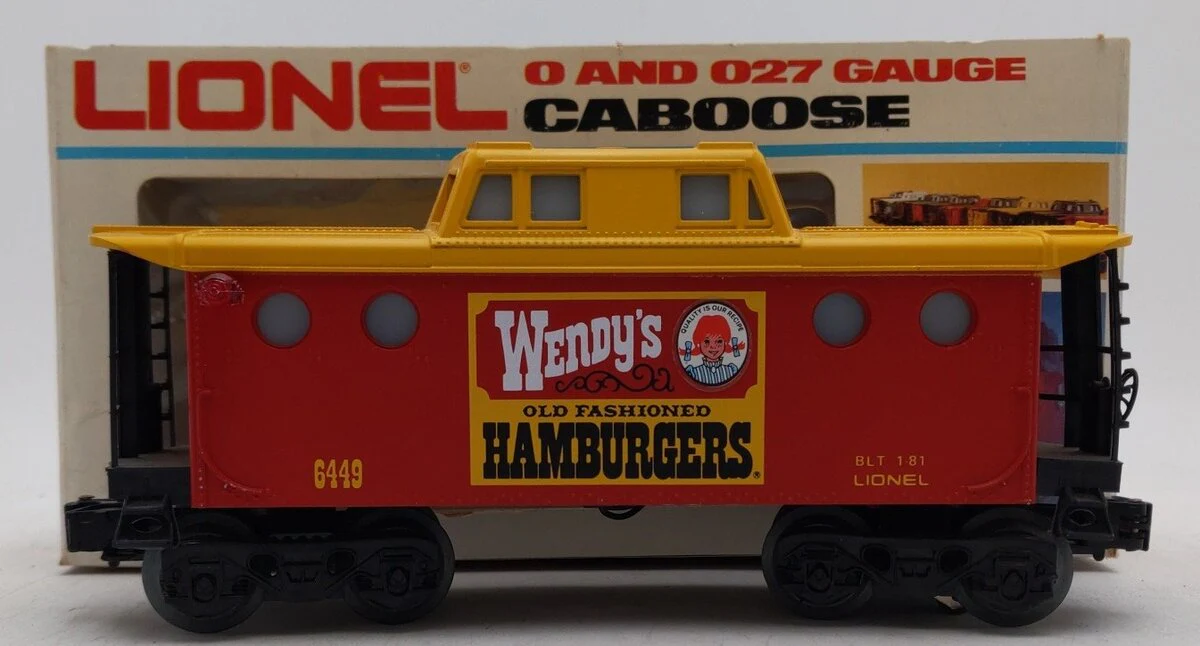 LIONEL®
O AND O27 GAUGE
CABOOSE
WENDY'S
QUALITY IS OUR RECIPE
OLD FASHIONED
HAMBURGERS®
6449
BLT 1-81
LIONEL